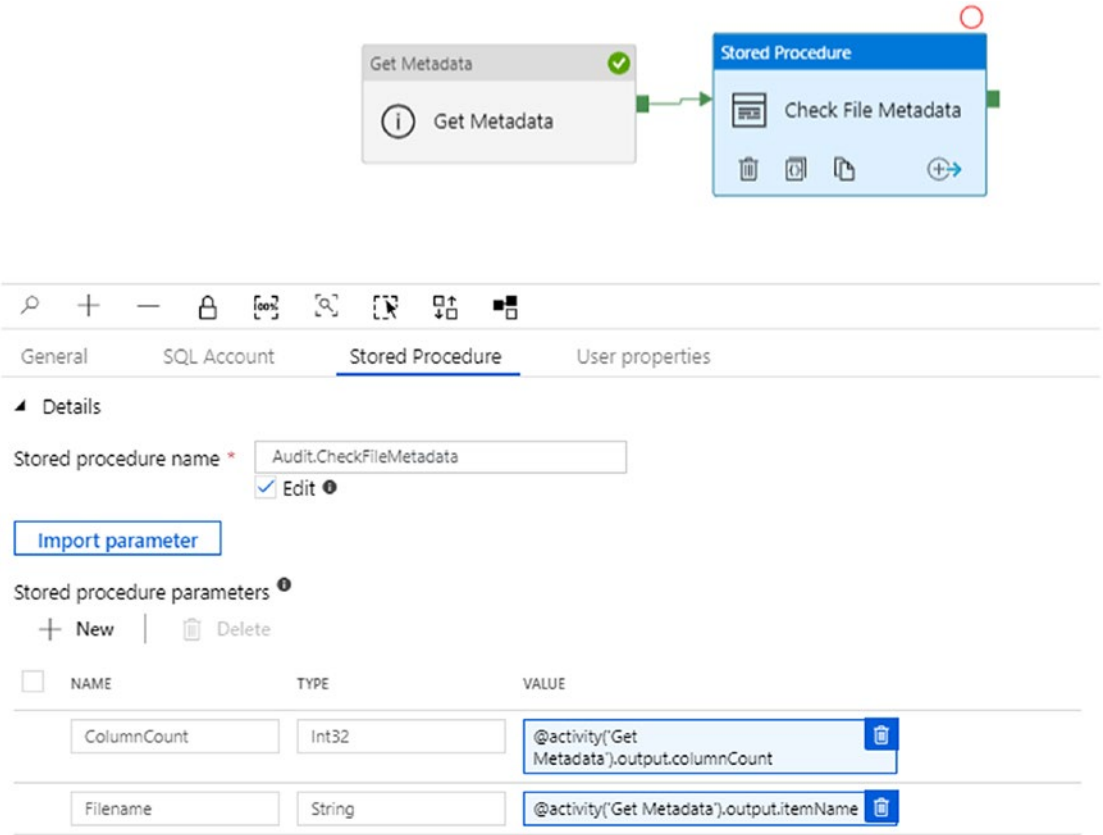 Get Metadata
Get Metadata
Stored Procedure
Check File Metadata
100%
General
SQL Account
Stored Procedure
User properties
Details
Stored procedure name *
Audit.CheckFileMetadata
Edit
Import parameter
Stored procedure parameters
New
Delete
NAME
TYPE
VALUE
ColumnCount
Int32
@activity('Get
Metadata').output.columnCount
Filename
String
@activity('Get Metadata').output.itemName